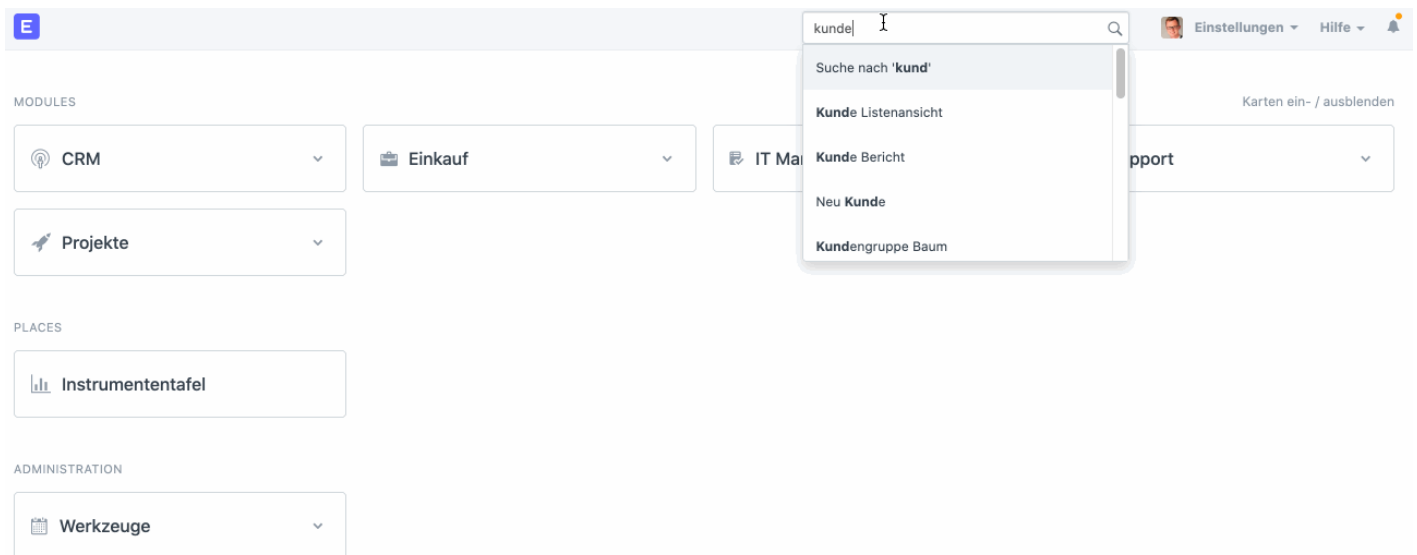 E
kunde
Einstellungen
Hilfe
Suche nach 'kund'
Kunde Listenansicht
Kunde Bericht
Neu Kunde
Kundengruppe Baum
MODULES
Karten ein- / ausblenden
CRM
Einkauf
IT Ma
pport
Projekte
PLACES
Instrumententafel
ADMINISTRATION
Werkzeuge